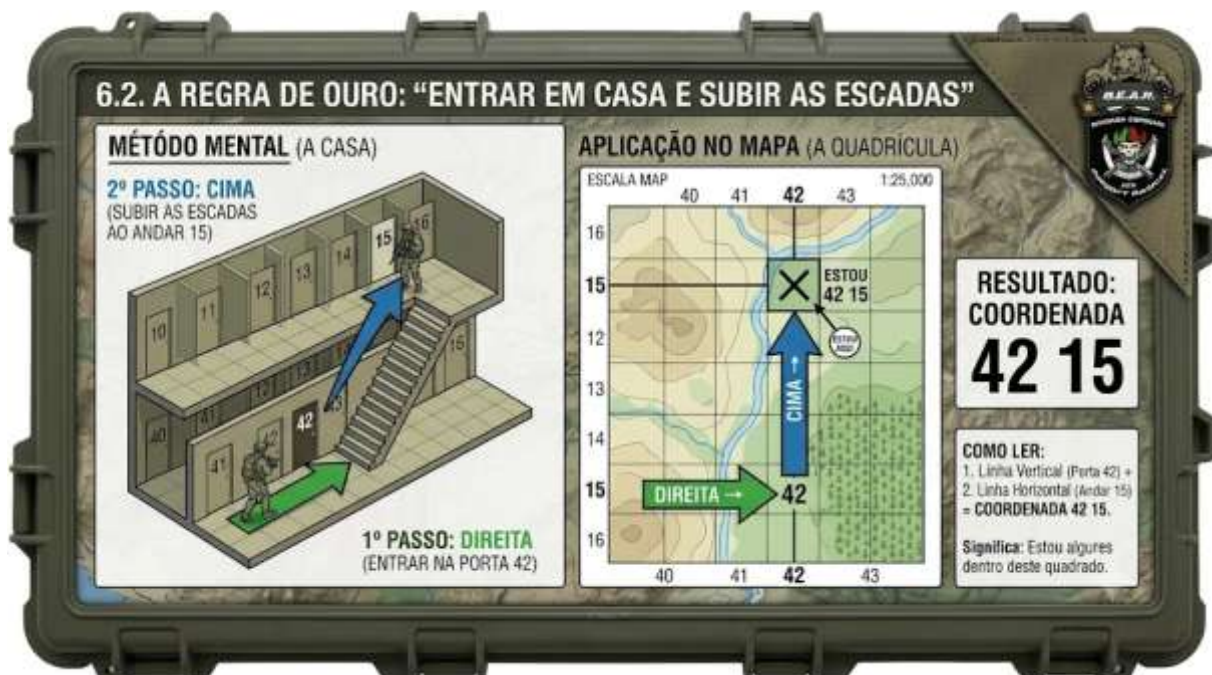 6.2. A REGRA DE OURO: “ENTRAR EM CASA E SUBIR AS ESCADAS”
B.E.A.R.
MÉTÓDO MENTAL (A CASA)
2º PASSO: CIMA
(SUBIR AS ESCADAS
AO ANDAR 15)
10
11
12
13
14
15
16
40
41
41
42
42
43
15
1º PASSO: DIREITA
(ENTRAR NA PORTA 42)
APLICAÇÃO NO MAPA (A QUADRÍCULA)
ESCALA MAP
1:25,000
40 41 42 43
16
15
12
13
14
15
16
ESTOU
42 15
CIMA →
DIREITA →
42
40 41 42 43
RESULTADO:
COORDENADA
42 15
COMO LER:
1. Linha Vertical (Porta 42) +
2. Linha Horizontal (Andar 15)
= COORDENADA 42 15.
Significa: Estou algures
dentro deste quadrado.